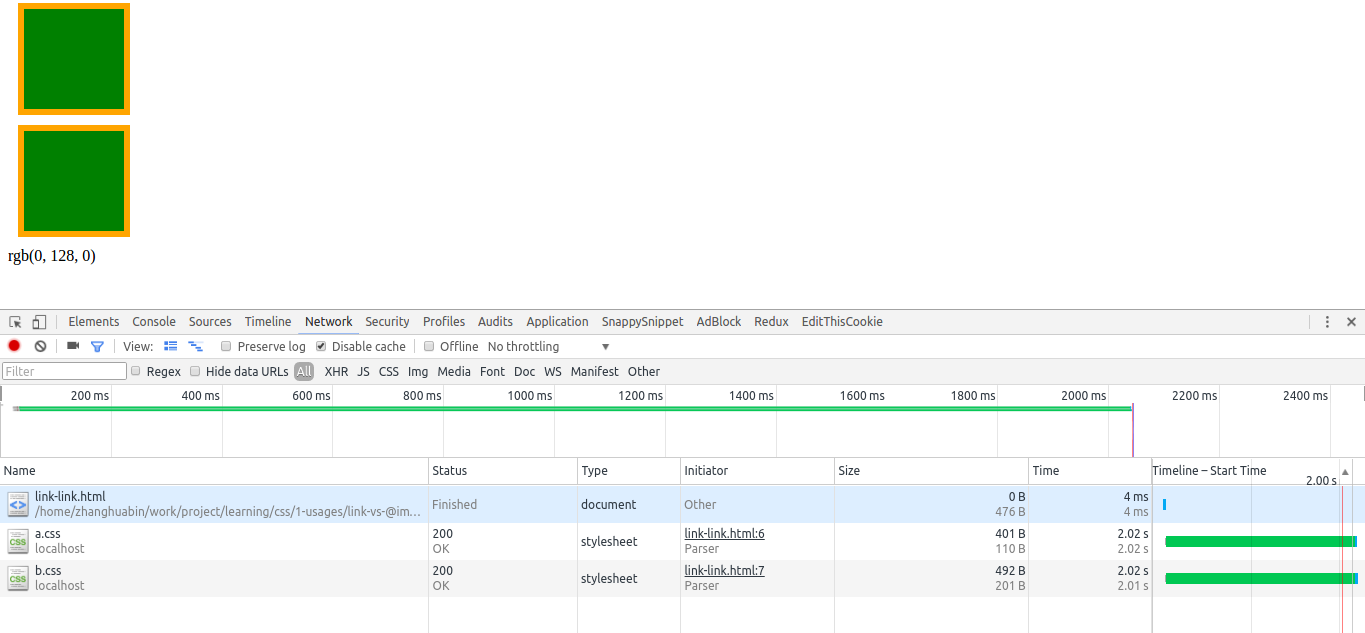 rgb(0, 128, 0)
Elements Console Sources Timeline Network Security Profiles Audits Application SnappySnippet AdBlock Redux EditThisCookie
View: Preserve log Disable cache Offline No throttling
Filter Regex Hide data URLs All XHR JS CSS Img Media Font Doc WS Manifest Other
200 ms 400 ms 600 ms 800 ms 1000 ms 1200 ms 1400 ms 1600 ms 1800 ms 2000 ms 2200 ms 2400 ms
Name Status Type Initiator Size Time Timeline – Start Time
2.00 s
link-link.html Finished document Other 0 B 4 ms
/home/zhanghuabin/work/project/learning/css/1-usages/link-vs-@im... 476 B 4 ms
a.css 200 stylesheet link-link.html:6 401 B 2.02 s
localhost OK Parser 110 B 2.02 s
b.css 200 stylesheet link-link.html:7 492 B 2.02 s
localhost OK Parser 201 B 2.01 s